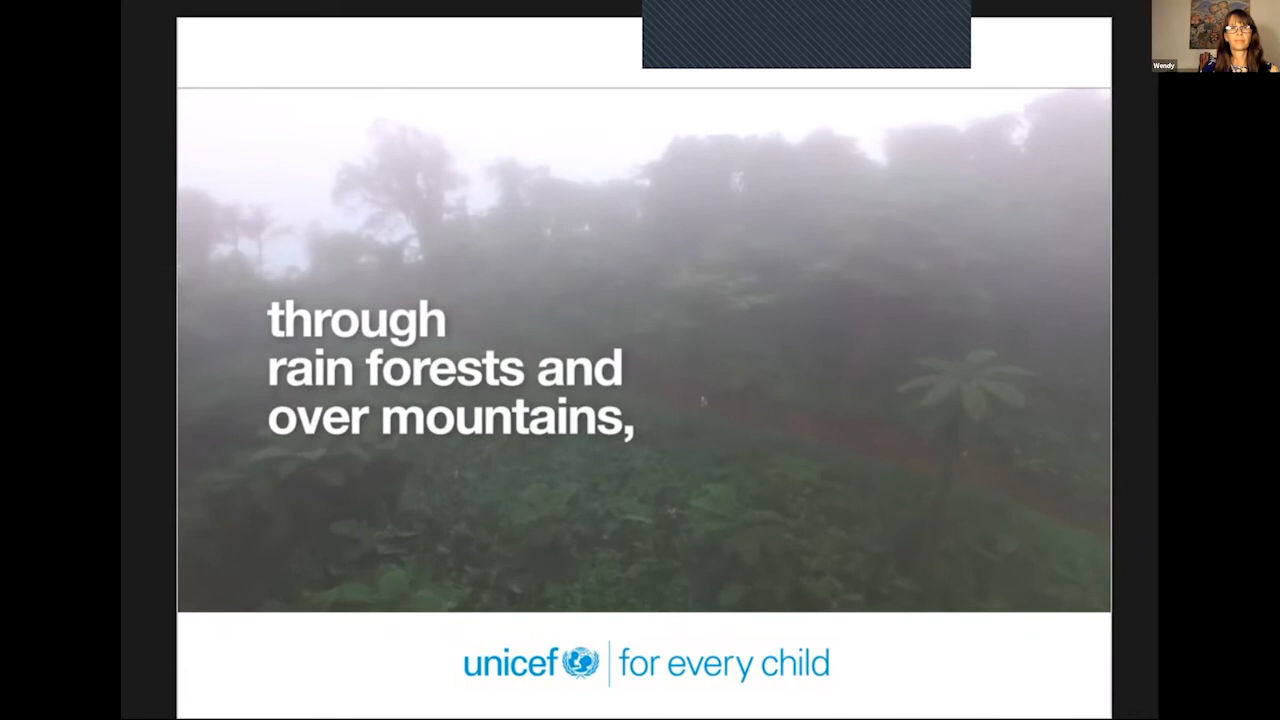 Wendy
through
rain forests and
over mountains,
unicef for every child